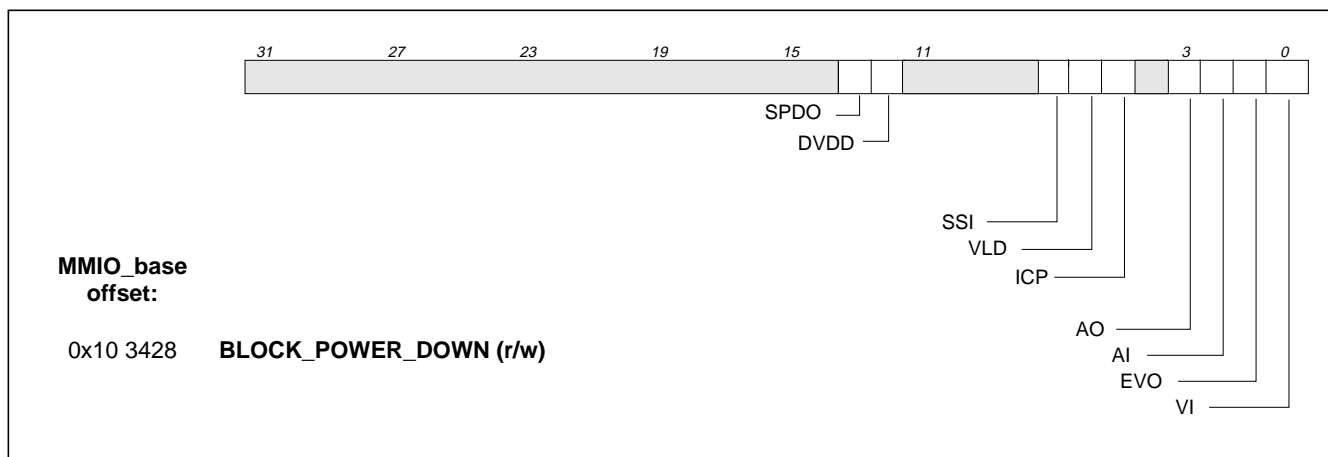 31 27 23 19 15 11 3 0
SPDO
DVDD
SSI
VLD
MMIO_base
ICP
offset:
AO
0x10 3428 BLOCK_POWER_DOWN (r/w)
AI
EVO
VI